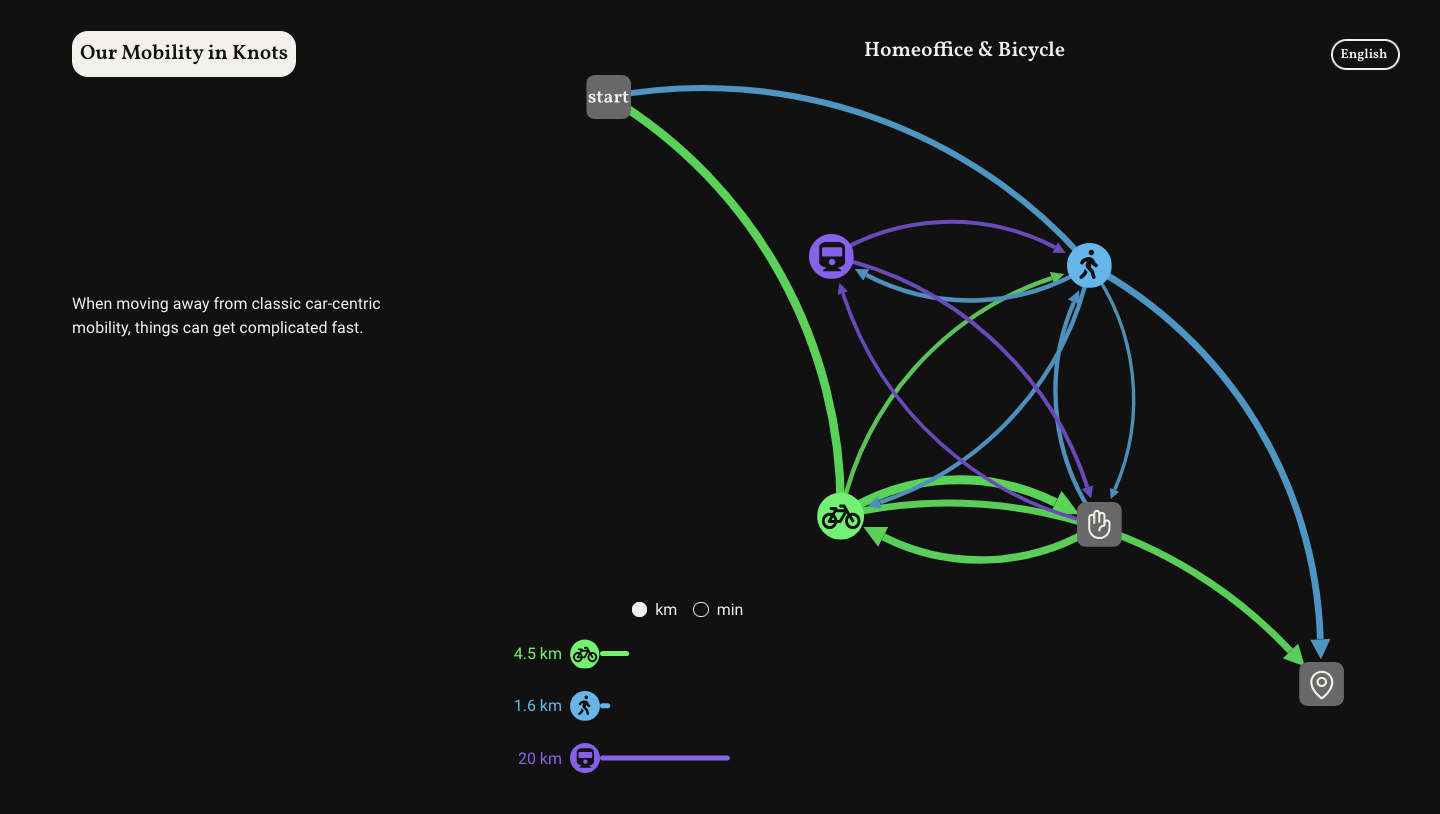 Our Mobility in Knots
Homeoffice & Bicycle
English
start
When moving away from classic car-centric
mobility, things can get complicated fast.
km
min
4.5 km
1.6 km
20 km